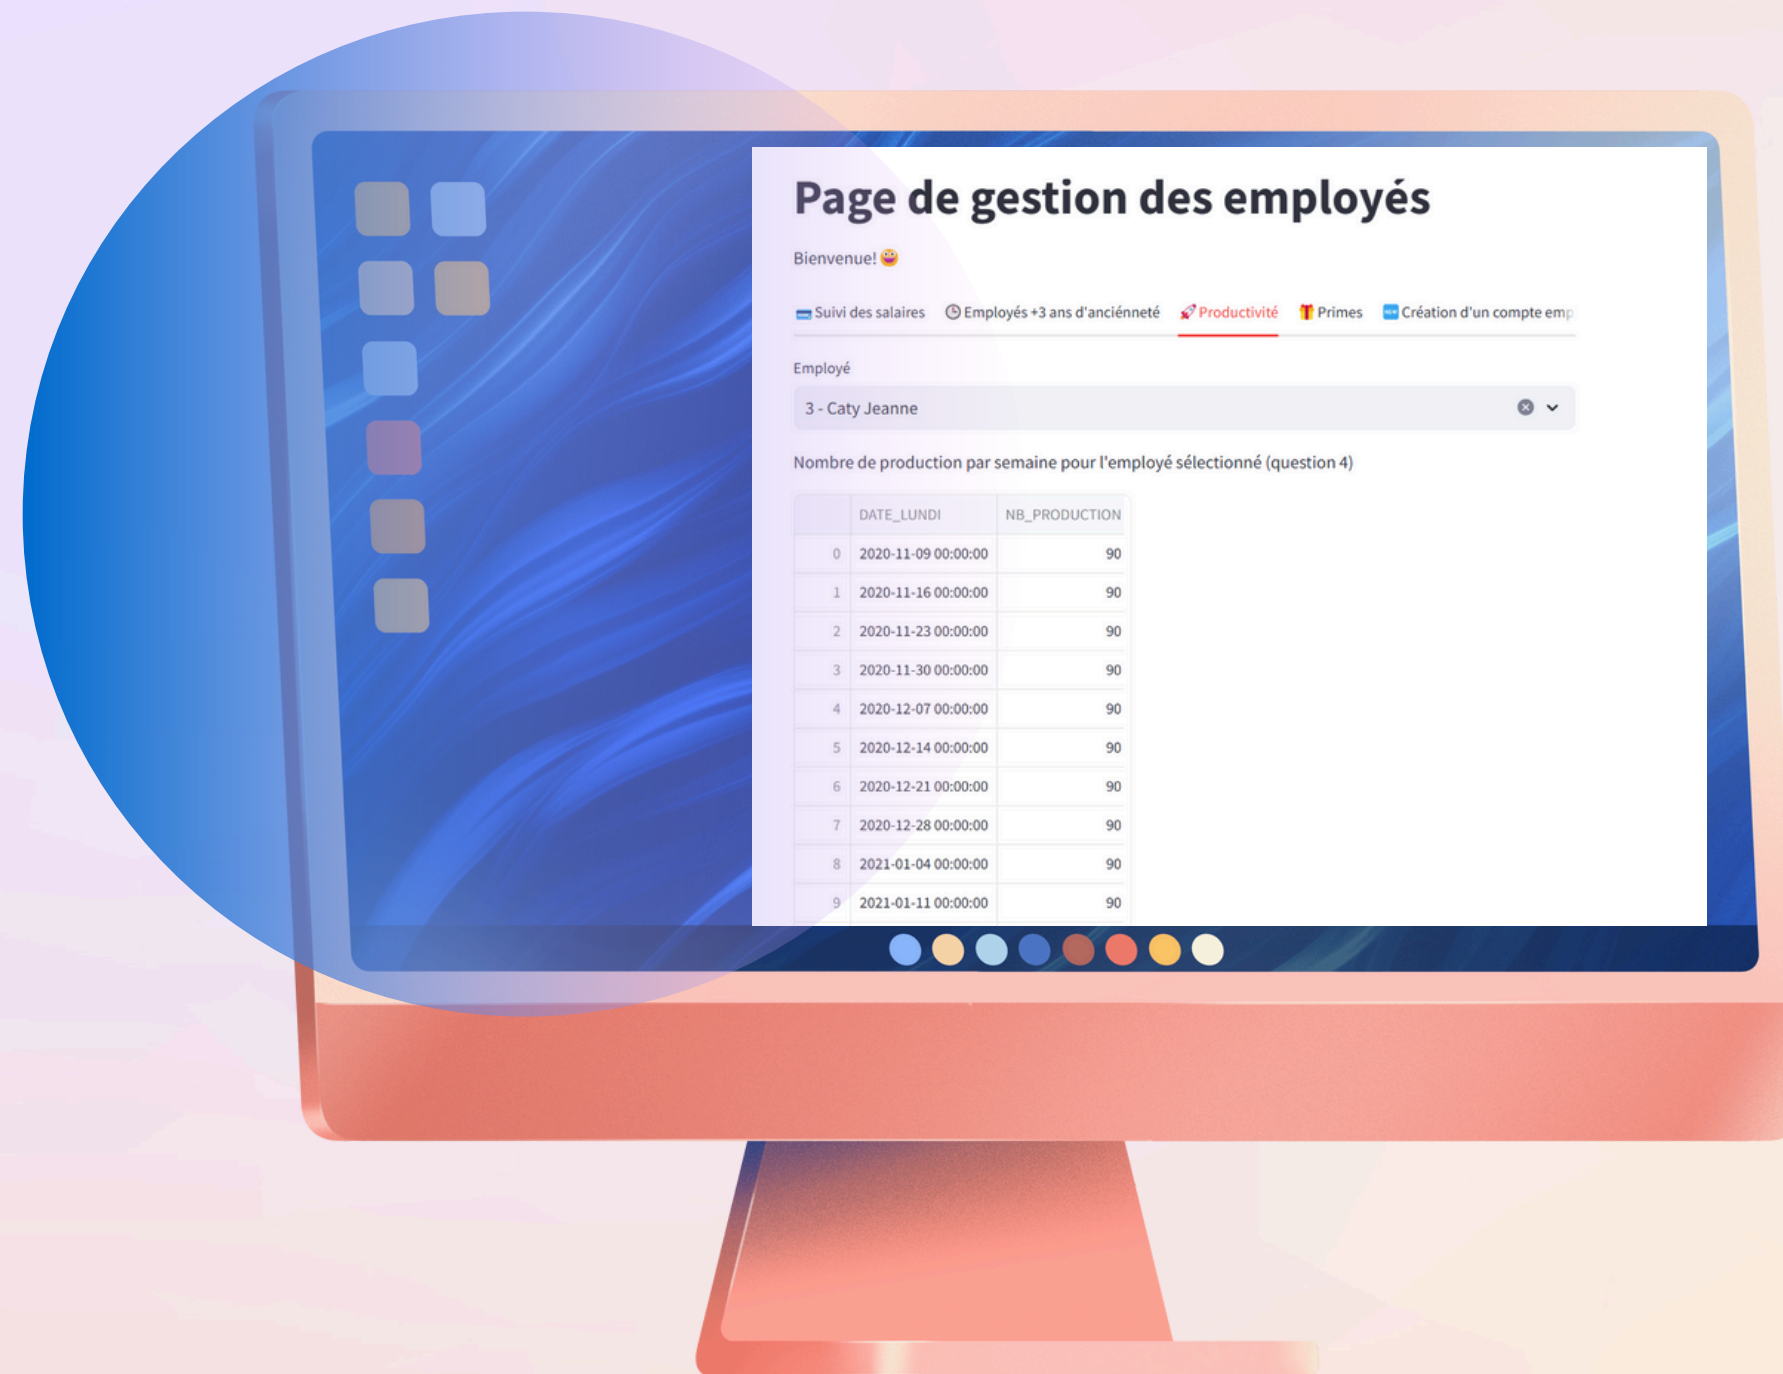 Page de gestion des employés
Bienvenue!
Suivi des salaires Employés +3 ans d'anciénneté Productivité Primes Création d'un compte emp
Employé
3 - Caty Jeanne
Nombre de production par semaine pour l'employé sélectionné (question 4)
DATE_LUNDI NB_PRODUCTION
0 2020-11-09 00:00:00 90
1 2020-11-16 00:00:00 90
2 2020-11-23 00:00:00 90
3 2020-11-30 00:00:00 90
4 2020-12-07 00:00:00 90
5 2020-12-14 00:00:00 90
6 2020-12-21 00:00:00 90
7 2020-12-28 00:00:00 90
8 2021-01-04 00:00:00 90
9 2021-01-11 00:00:00 90